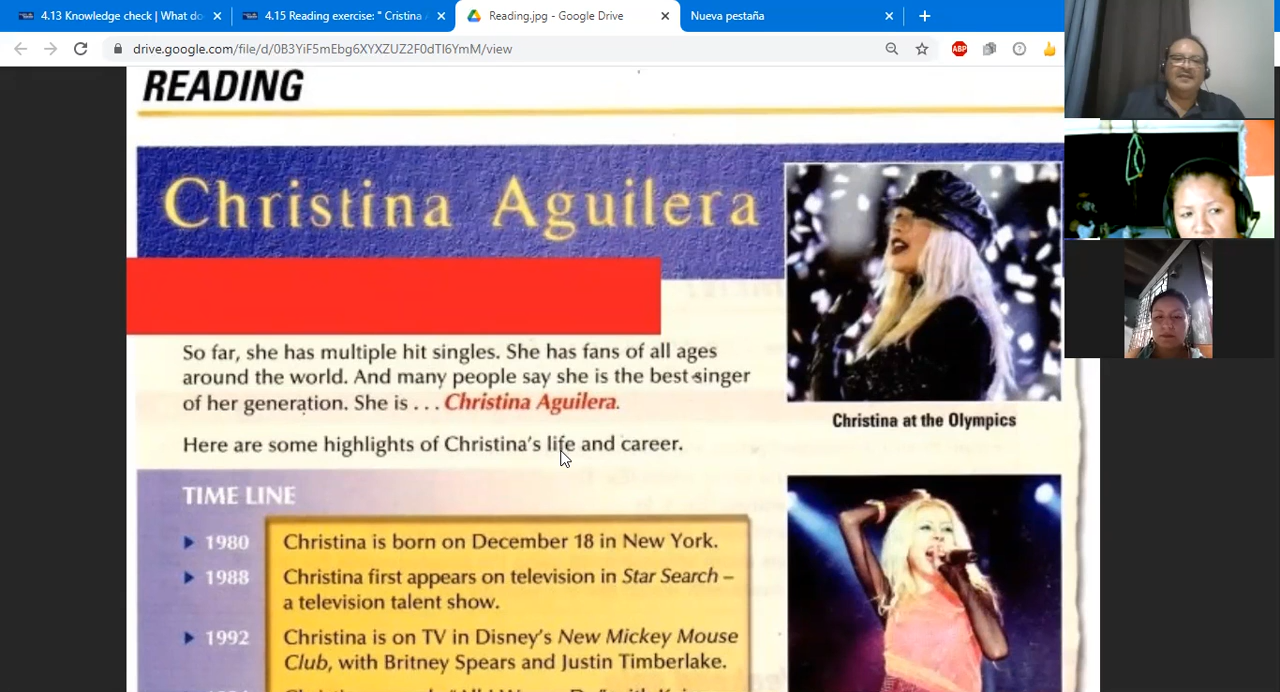 4.13 Knowledge check | What do
4.15 Reading exercise: " Cristina A
Reading.jpg - Google Drive
Nueva pestaña
drive.google.com/file/d/0B3YiF5mEbg6XYXZUZ2F0dTl6YmM/view
ABP
READING
Christina Aguilera
So far, she has multiple hit singles. She has fans of all ages
around the world. And many people say she is the best singer
of her generation. She is . . . Christina Aguilera.
Christina at the Olympics
Here are some highlights of Christina's life and career.
TIME LINE
1980 Christina is born on December 18 in New York.
1988 Christina first appears on television in Star Search –
a television talent show.
1992 Christina is on TV in Disney's New Mickey Mouse
Club, with Britney Spears and Justin Timberlake.